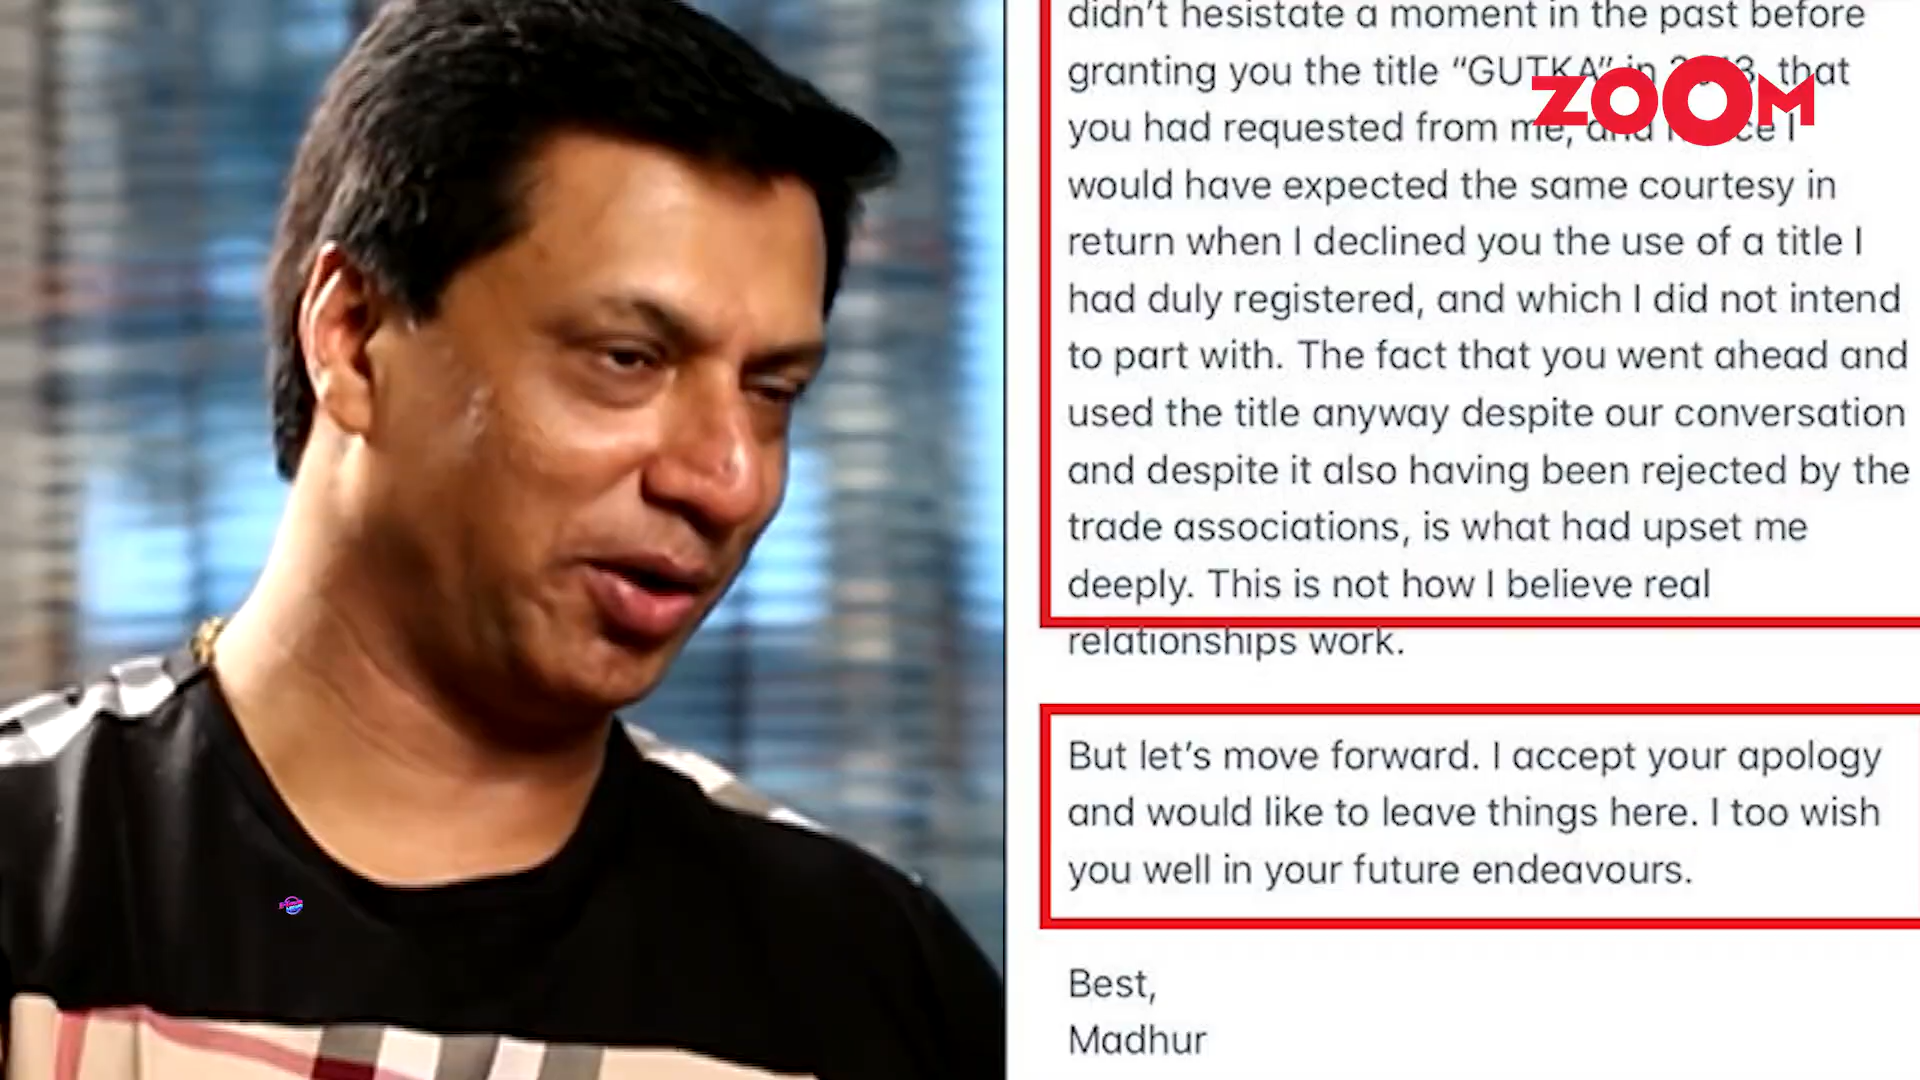 didn't hesistate a moment in the past before
granting you the title "GUTKA" in that
ZOOM
you had requested from me, and I
would have expected the same courtesy in
return when I declined you the use of a title I
had duly registered, and which I did not intend
to part with. The fact that you went ahead and
used the title anyway despite our conversation
and despite it also having been rejected by the
trade associations, is what had upset me
deeply. This is not how I believe real
relationships work.
But let's move forward. I accept your apology
and would like to leave things here. I too wish
you well in your future endeavours.
Best,
Madhur